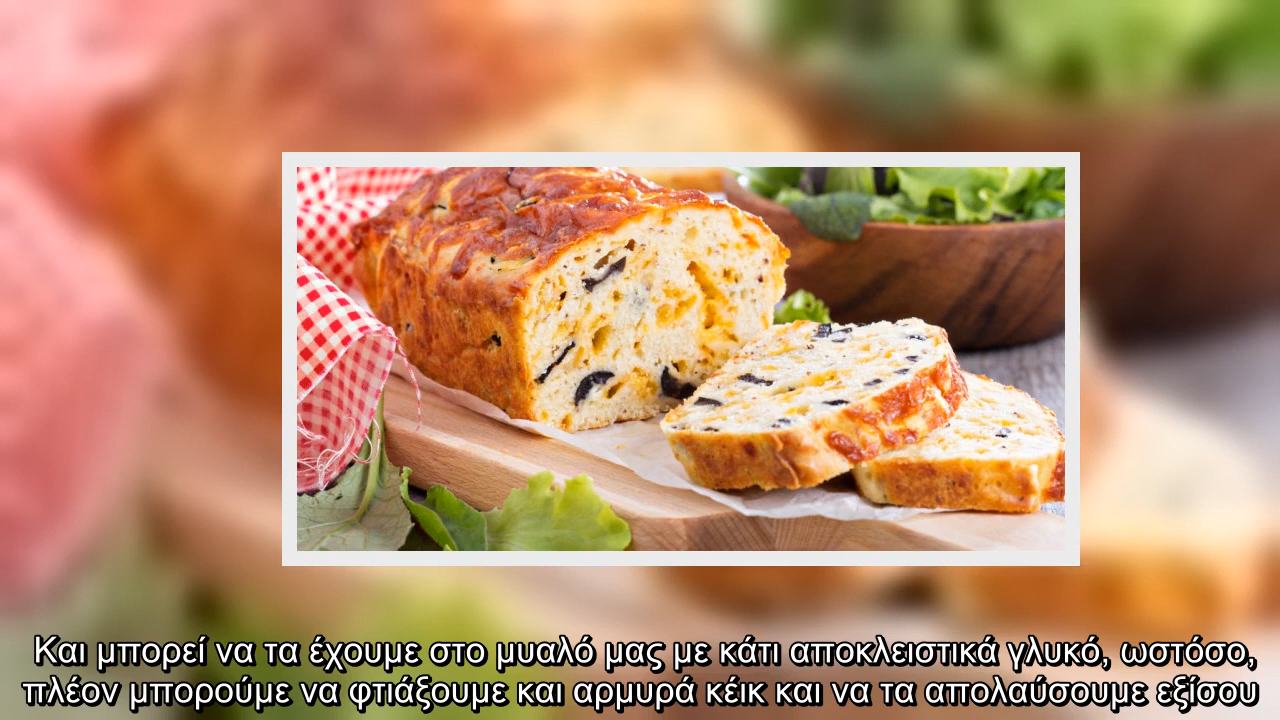 Και μπορεί να τα έχουμε στο μυαλό μας με κάτι αποκλειστικά γλυκό, ωστόσο,
πλέον μπορούμε να φτιάξουμε και αρμυρά κέικ και να τα απολαύσουμε εξίσου